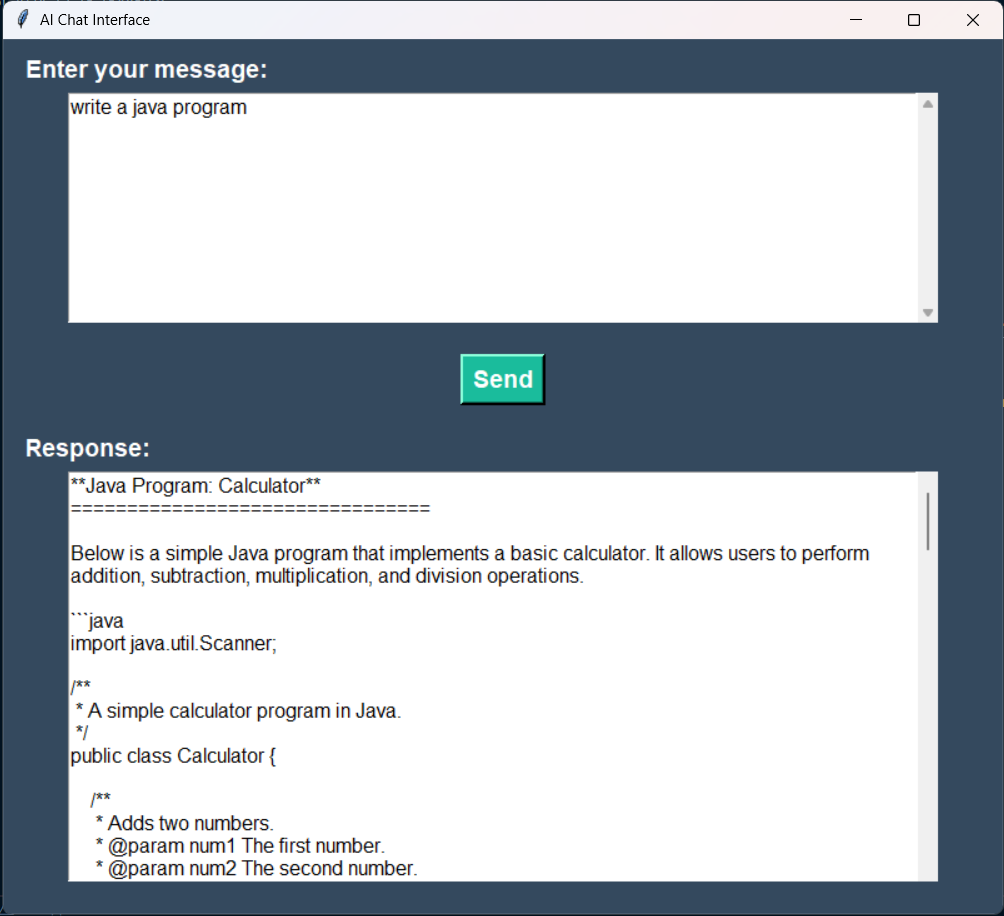 AI Chat Interface
Enter your message:
write a java program
Send
Response:
**Java Program: Calculator**
================================
Below is a simple Java program that implements a basic calculator. It allows users to perform
addition, subtraction, multiplication, and division operations.
```java
import java.util.Scanner;
/**
 * A simple calculator program in Java.
 */
public class Calculator {
    /**
     * Adds two numbers.
     * @param num1 The first number.
     * @param num2 The second number.